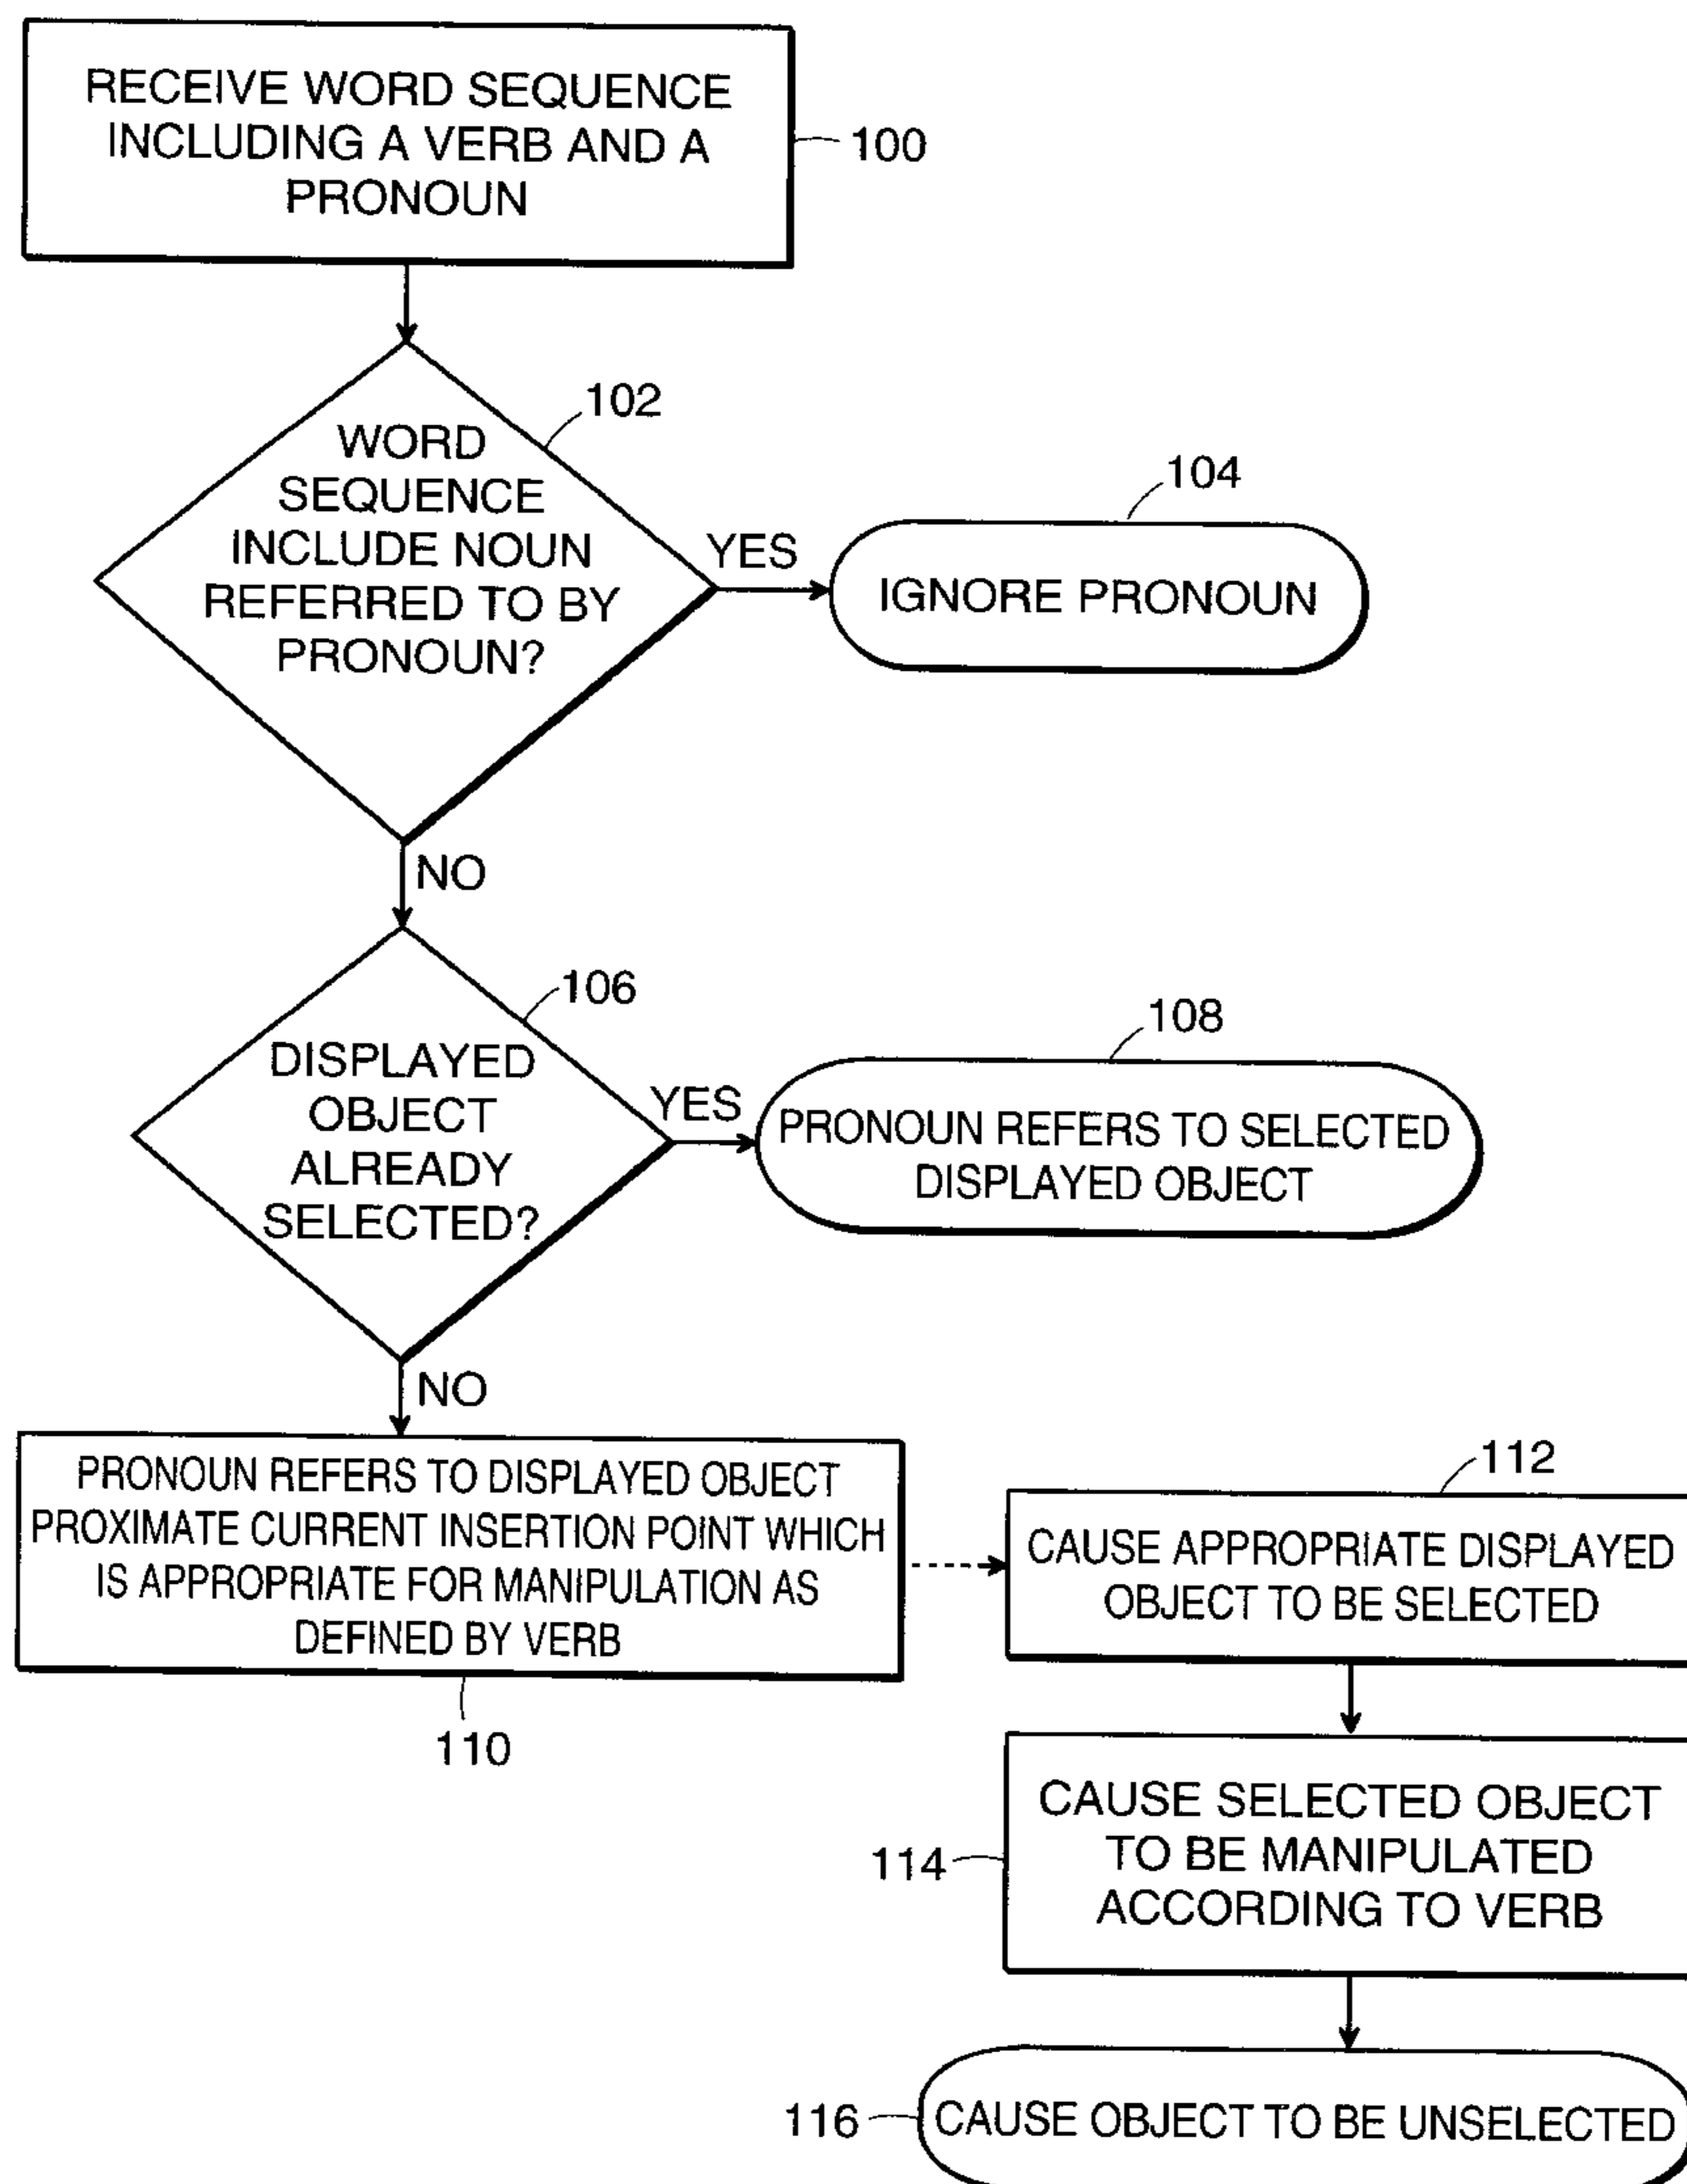 RECEIVE WORD SEQUENCE
INCLUDING A VERB AND A
PRONOUN
100
102
WORD
SEQUENCE
INCLUDE NOUN
REFERRED TO BY
PRONOUN?
YES
104
IGNORE PRONOUN
NO
106
DISPLAYED
OBJECT
ALREADY
SELECTED?
YES
108
PRONOUN REFERS TO SELECTED
DISPLAYED OBJECT
NO
PRONOUN REFERS TO DISPLAYED OBJECT
PROXIMATE CURRENT INSERTION POINT WHICH
IS APPROPRIATE FOR MANIPULATION AS
DEFINED BY VERB
110
112
CAUSE APPROPRIATE DISPLAYED
OBJECT TO BE SELECTED
114
CAUSE SELECTED OBJECT
TO BE MANIPULATED
ACCORDING TO VERB
116
CAUSE OBJECT TO BE UNSELECTED